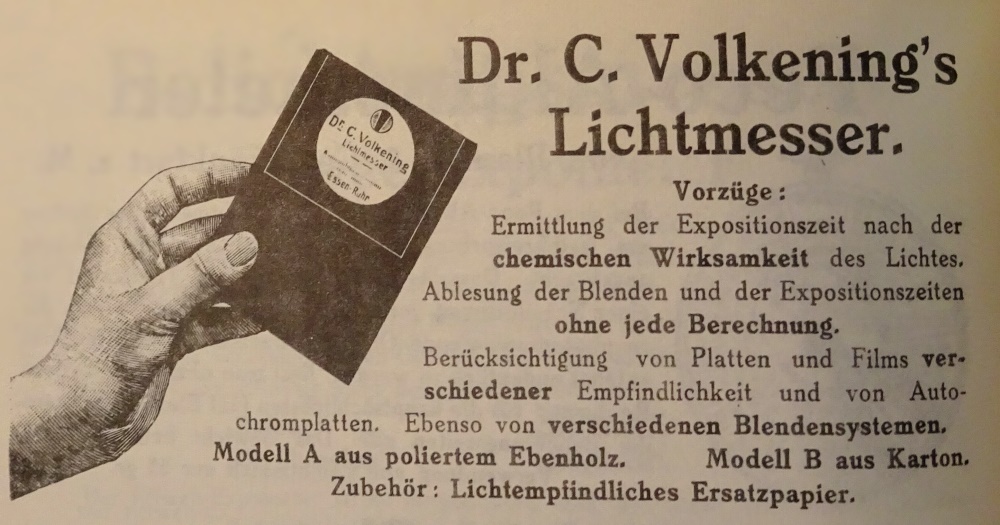 Dr. C. Volkening's
Lichtmesser.
DR C. Volkening
Lichtmesser
Essen-Ruhr
Vorzüge:
Ermittlung der Expositionszeit nach der
chemischen Wirksamkeit des Lichtes.
Ablesung der Blenden und der Expositionszeiten
ohne jede Berechnung.
Berücksichtigung von Platten und Films ver-
schiedener Empfindlichkeit und von Auto-
chromplatten. Ebenso von verschiedenen Blendensystemen.
Modell A aus poliertem Ebenholz. Modell B aus Karton.
Zubehör: Lichtempfindliches Ersatzpapier.